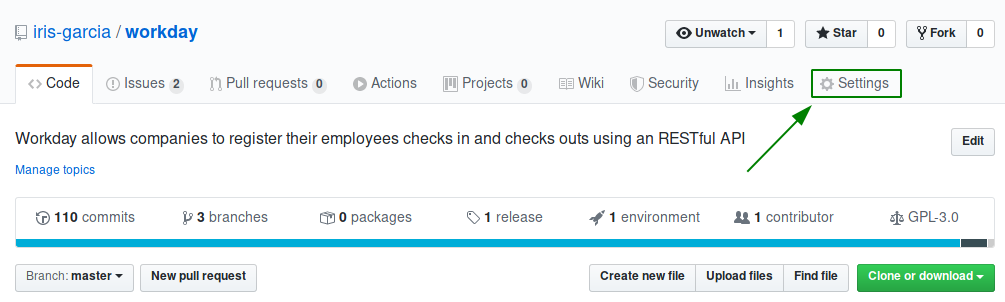 iris-garcia / workday
Unwatch 1 Star 0 Fork 0
Code Issues 2 Pull requests 0 Actions Projects 0 Wiki Security Insights Settings
Workday allows companies to register their employees checks in and checks outs using an RESTful API
Edit
Manage topics
110 commits 3 branches 0 packages 1 release 1 environment 1 contributor GPL-3.0
Branch: master New pull request Create new file Upload files Find file Clone or download